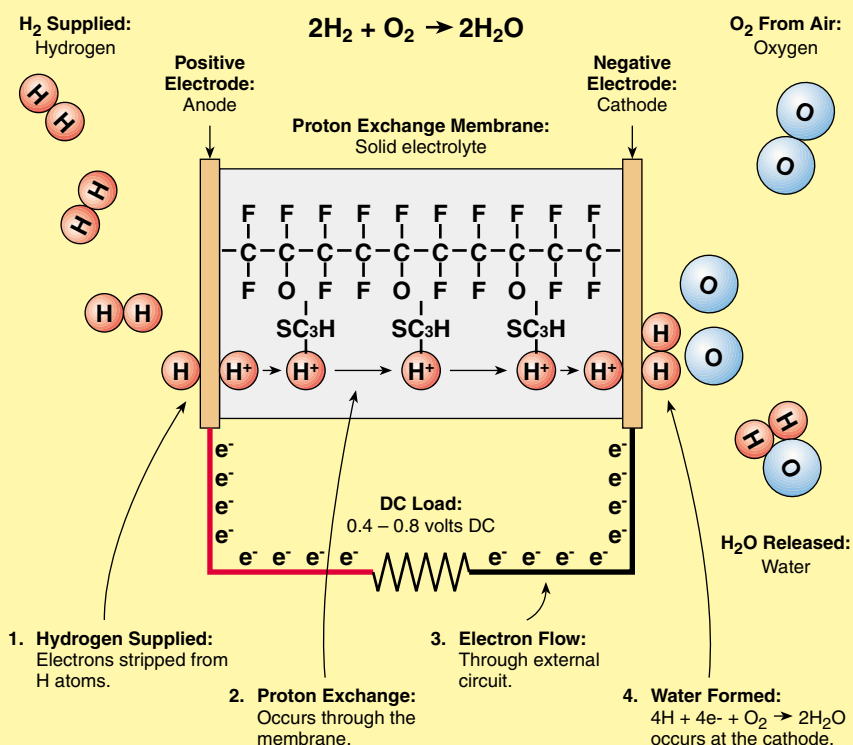 H₂ Supplied:
Hydrogen
2H₂ + O₂ → 2H₂O
O₂ From Air:
Oxygen
Positive
Electrode:
Anode
Negative
Electrode:
Cathode
Proton Exchange Membrane:
Solid electrolyte
H H
H H
H H
O O
F F F F F F F F F F
C C C C C C C C C C
F O F F O F F O F F
SC₃H SC₃H SC₃H
H H⁺ H⁺ H⁺ H⁺ H⁺
H
H
O
O
H H
O
e⁻ e⁻
e⁻ e⁻
e⁻ e⁻
e⁻ e⁻
e⁻ e⁻ e⁻ e⁻ e⁻ e⁻ e⁻ e⁻
DC Load:
0.4 – 0.8 volts DC
H₂O Released:
Water
1. Hydrogen Supplied:
Electrons stripped from
H atoms.
2. Proton Exchange:
Occurs through the
membrane.
3. Electron Flow:
Through external
circuit.
4. Water Formed:
4H + 4e- + O₂ → 2H₂O
occurs at the cathode.